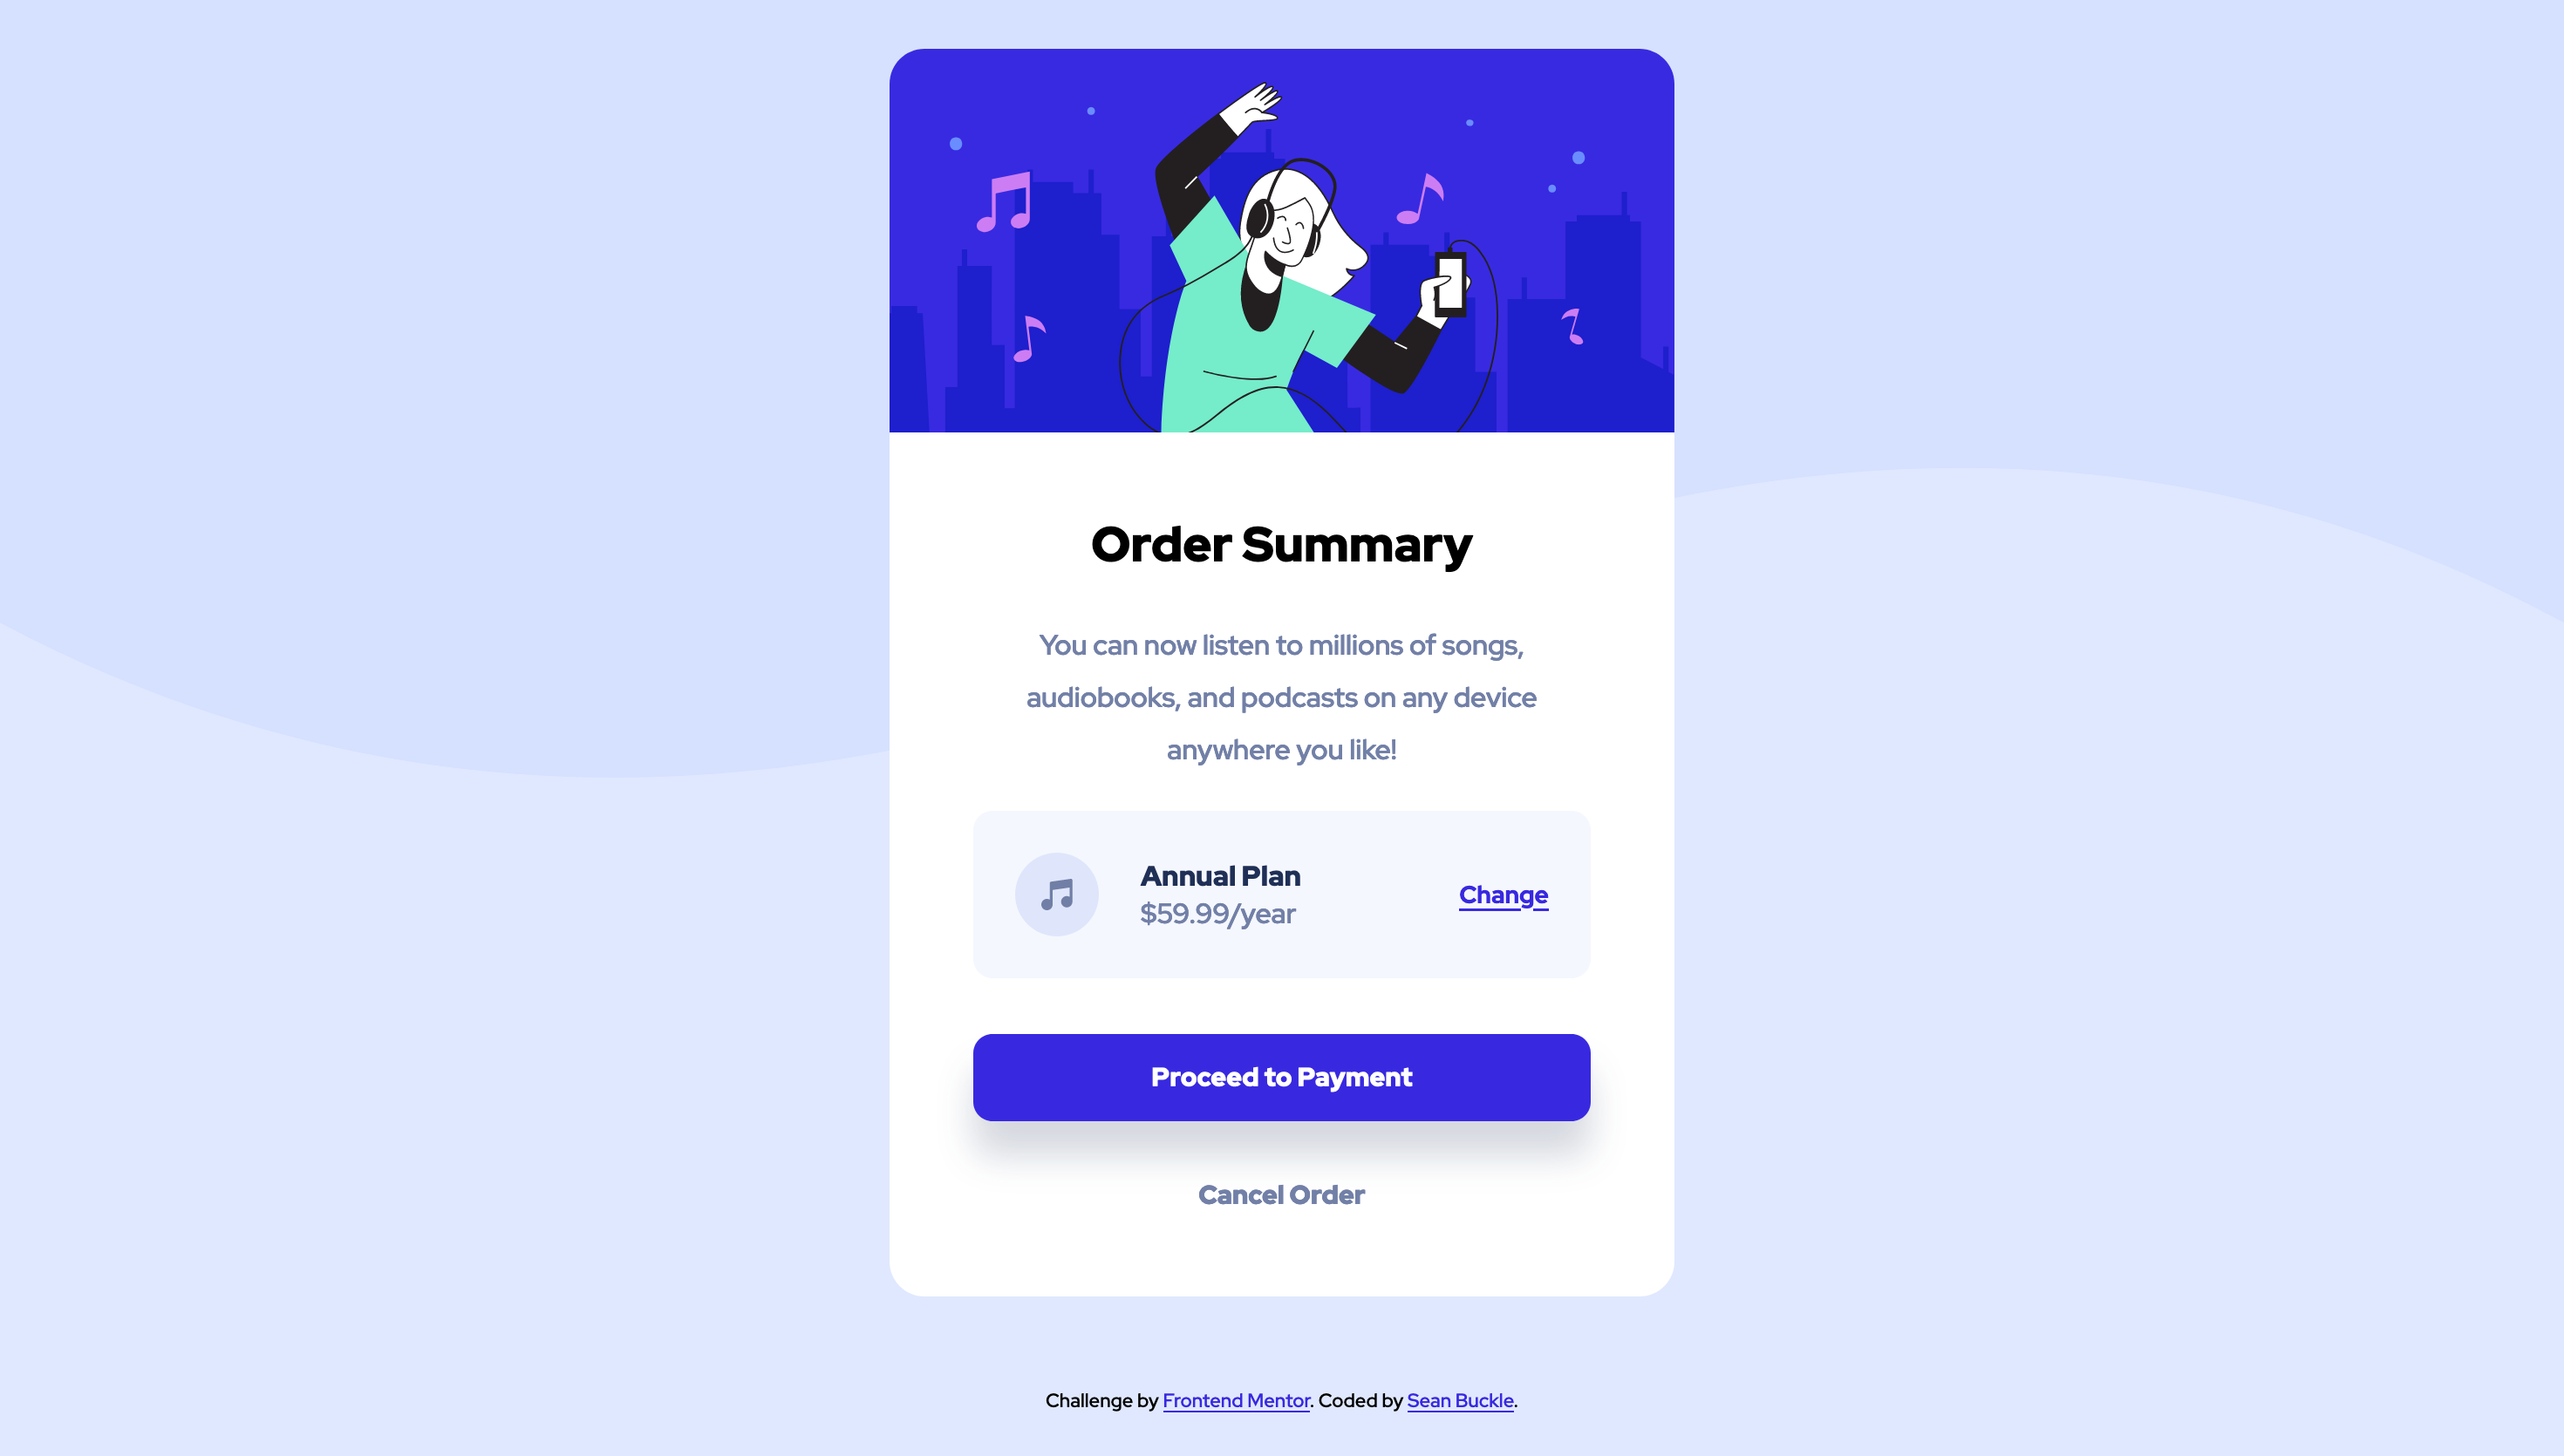 Order Summary
You can now listen to millions of songs,
audiobooks, and podcasts on any device
anywhere you like!
Annual Plan
$59.99/year
Change
Proceed to Payment
Cancel Order
Challenge by Frontend Mentor. Coded by Sean Buckle.